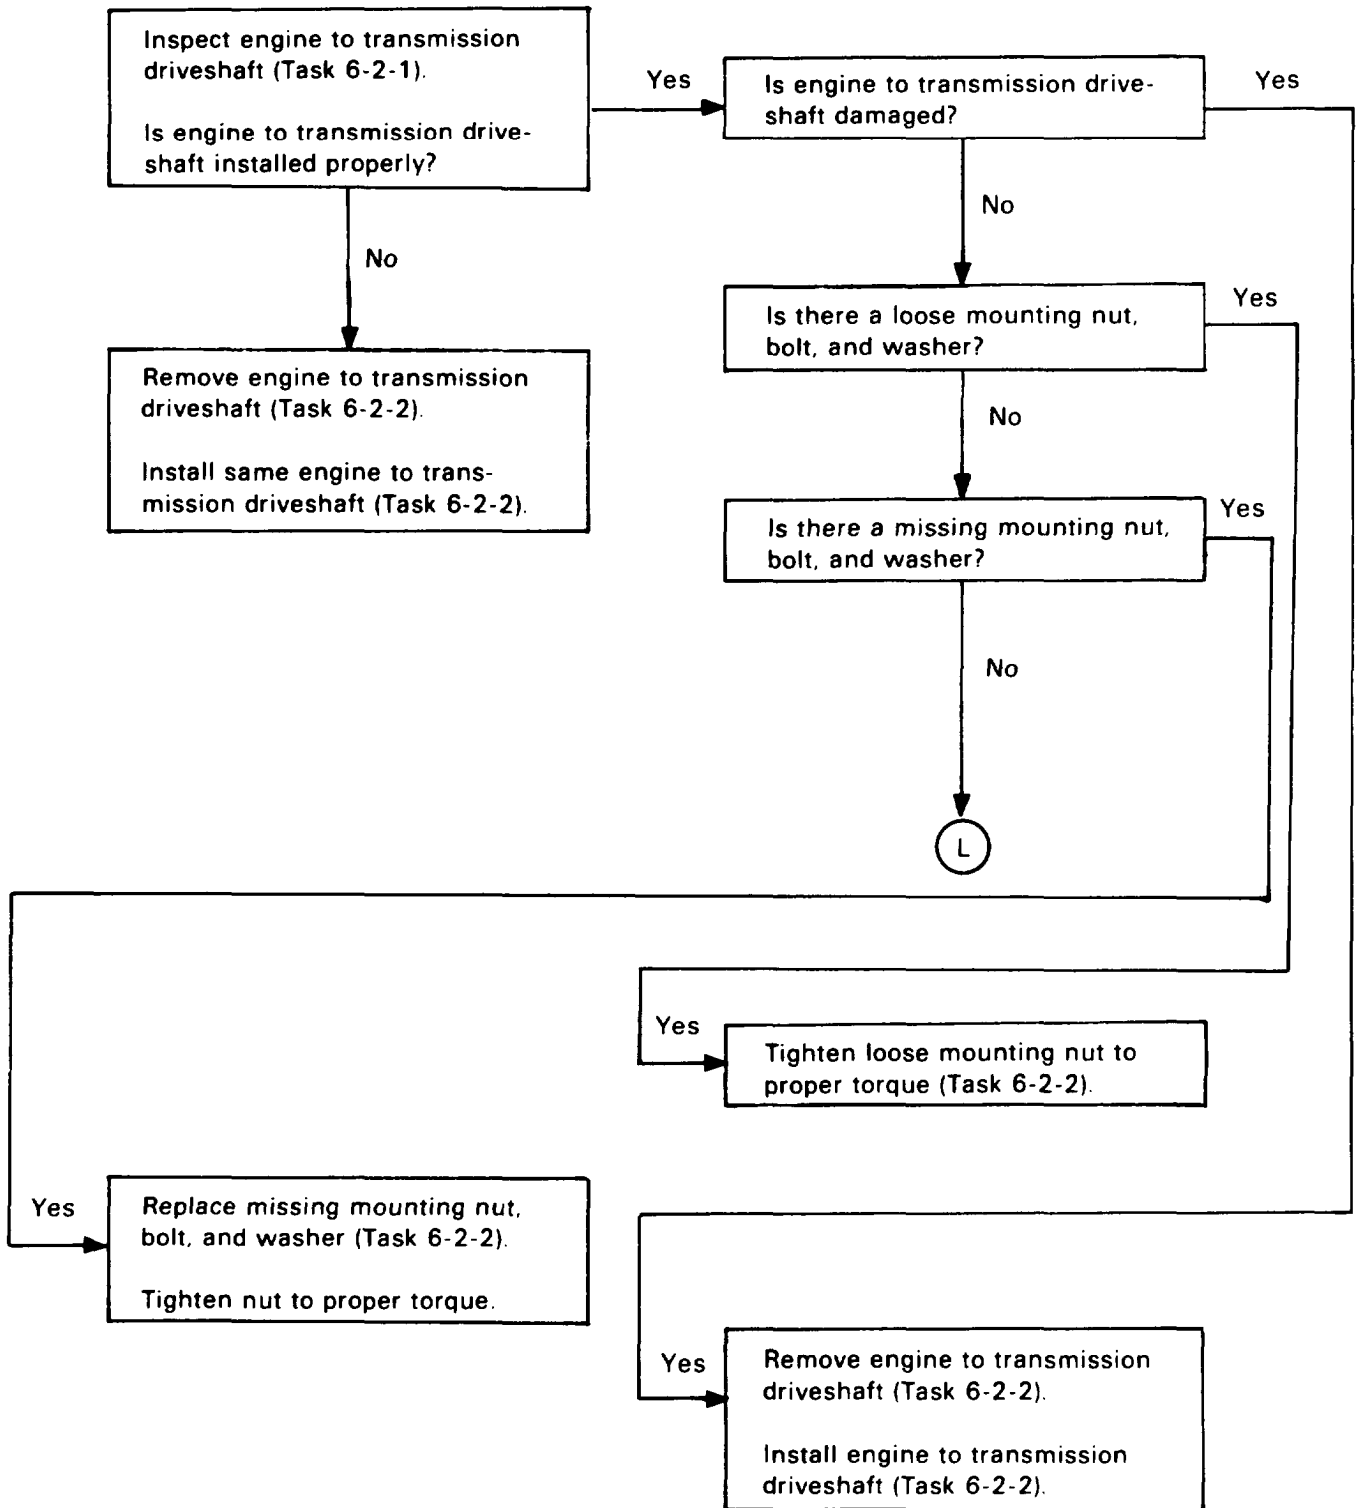 Inspect engine to transmission
driveshaft (Task 6-2-1).
Is engine to transmission drive-
shaft installed properly?
Yes
Is engine to transmission drive-
shaft damaged?
Yes
No
No
Remove engine to transmission
driveshaft (Task 6-2-2).
Install same engine to trans-
mission driveshaft (Task 6-2-2).
Is there a loose mounting nut,
bolt, and washer?
Yes
No
Is there a missing mounting nut,
bolt, and washer?
Yes
No
L
Yes
Tighten loose mounting nut to
proper torque (Task 6-2-2).
Yes
Replace missing mounting nut,
bolt, and washer (Task 6-2-2).
Tighten nut to proper torque.
Yes
Remove engine to transmission
driveshaft (Task 6-2-2).
Install engine to transmission
driveshaft (Task 6-2-2).